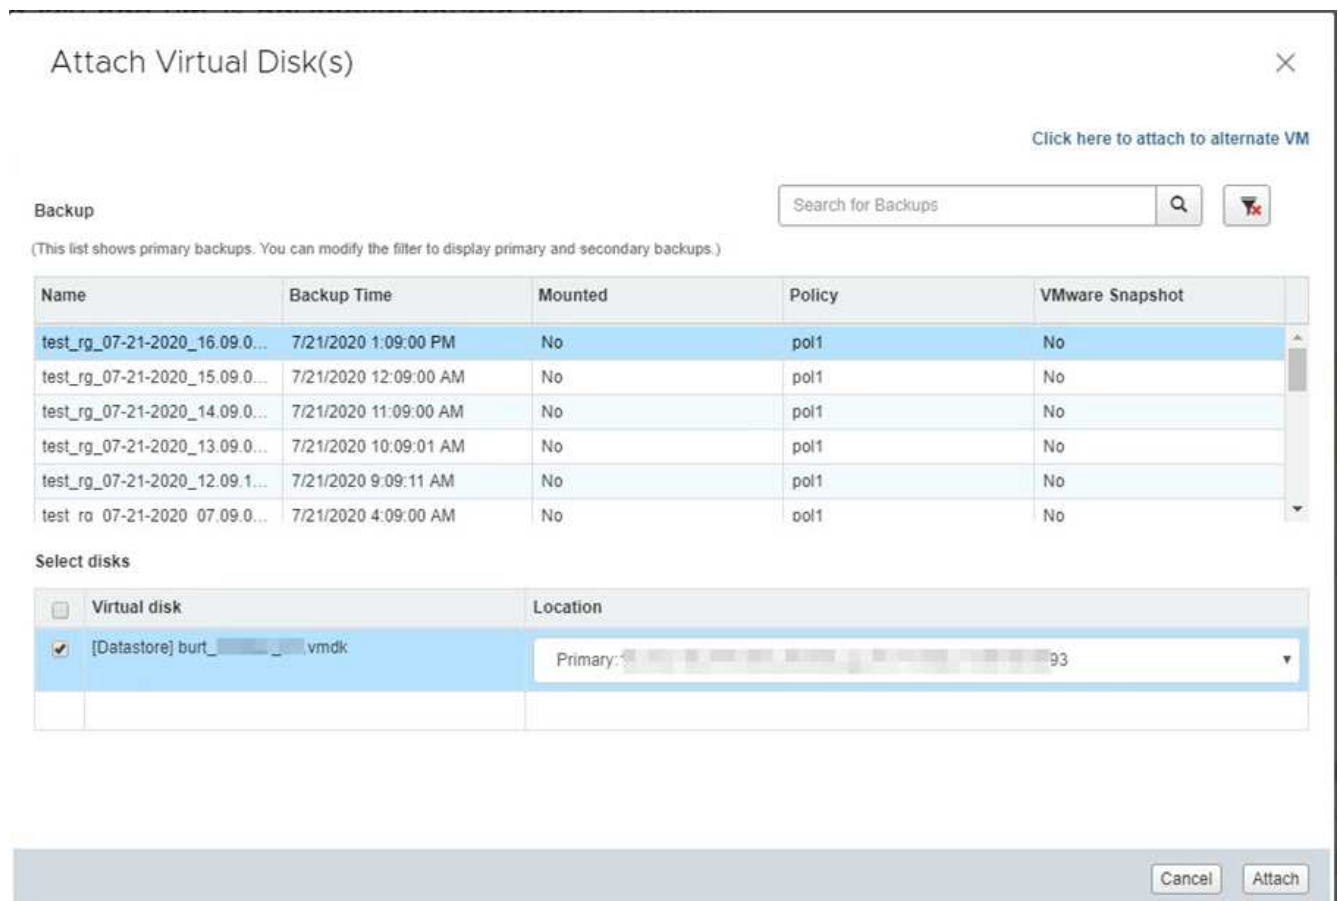 Attach Virtual Disk(s)
Click here to attach to alternate VM
Backup
Search for Backups
(This list shows primary backups. You can modify the filter to display primary and secondary backups.)
Name Backup Time Mounted Policy VMware Snapshot
test_rg_07-21-2020_16.09.0... 7/21/2020 1:09:00 PM No pol1 No
test_rg_07-21-2020_15.09.0... 7/21/2020 12:09:00 AM No pol1 No
test_rg_07-21-2020_14.09.0... 7/21/2020 11:09:00 AM No pol1 No
test_rg_07-21-2020_13.09.0... 7/21/2020 10:09:01 AM No pol1 No
test_rg_07-21-2020_12.09.1... 7/21/2020 9:09:11 AM No pol1 No
test_rg_07-21-2020_07.09.0... 7/21/2020 4:09:00 AM No pol1 No
Select disks
Virtual disk Location
[Datastore] burt_ _ .vmdk Primary: 93
Cancel Attach